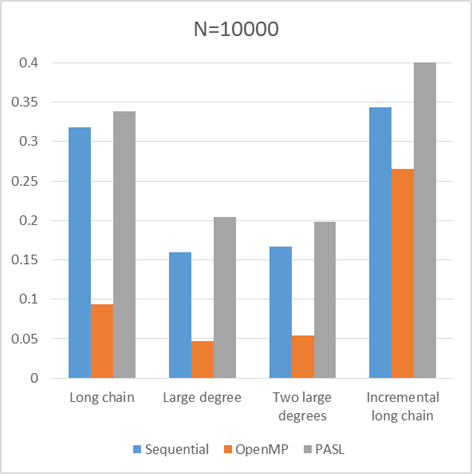 N=10000
0.4
0.35
0.3
0.25
0.2
0.15
0.1
0.05
0
Long chain
Large degree
Two large
degrees
Incremental
long chain
Sequential
OpenMP
PASL